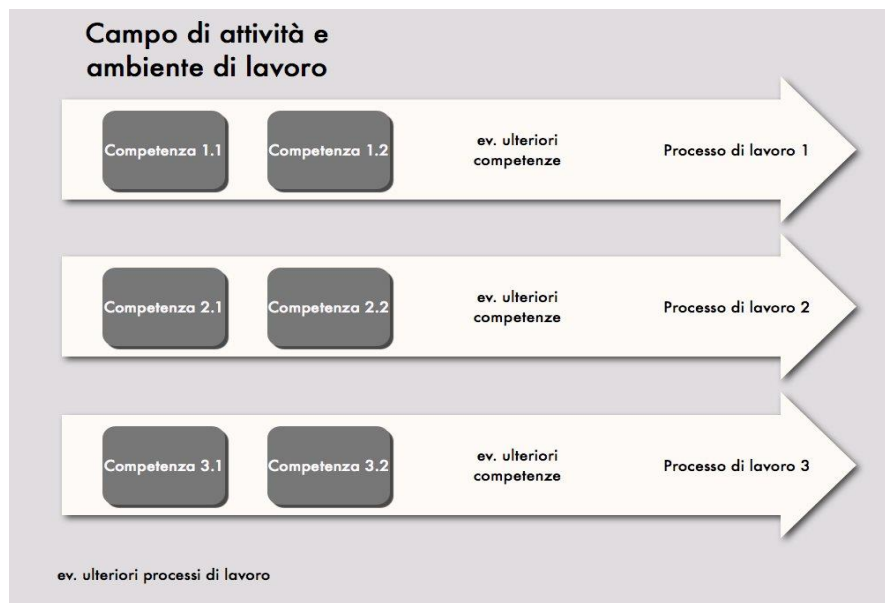 Campo di attività e
ambiente di lavoro
Competenza 1.1
Competenza 1.2
ev. ulteriori
competenze
Processo di lavoro 1
Competenza 2.1
Competenza 2.2
ev. ulteriori
competenze
Processo di lavoro 2
Competenza 3.1
Competenza 3.2
ev. ulteriori
competenze
Processo di lavoro 3
ev. ulteriori processi di lavoro